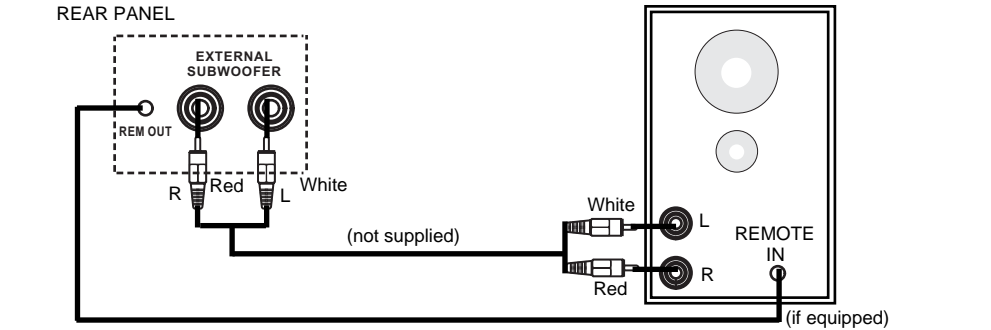 REAR PANEL
EXTERNAL
SUBWOOFER
REM OUT
R
Red
L
White
(not supplied)
White
L
REMOTE
IN
R
Red
(if equipped)